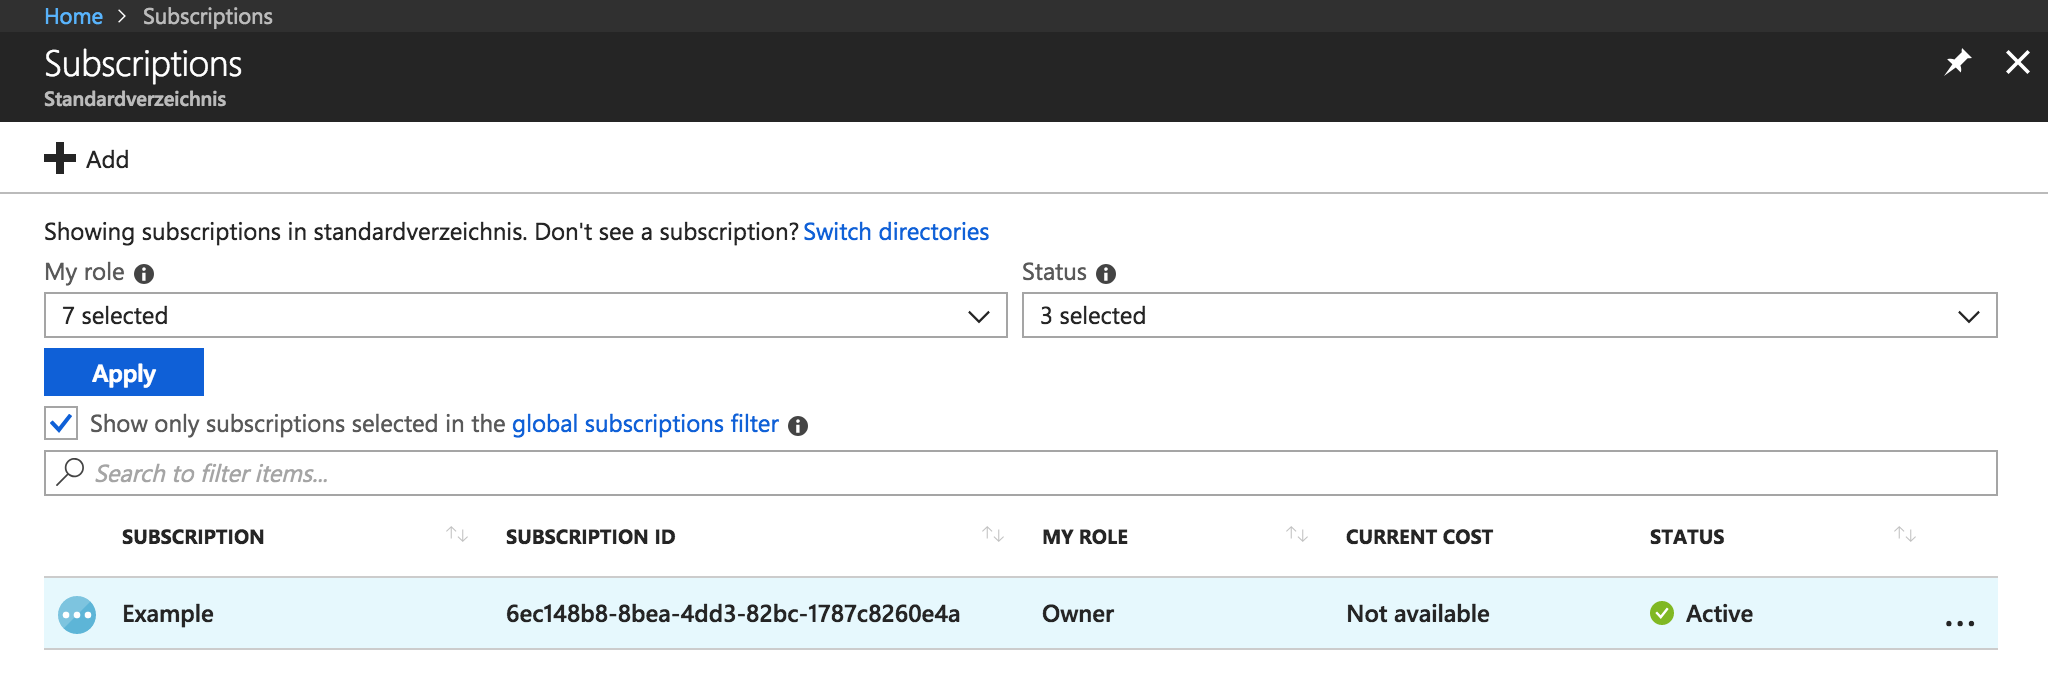 Home > Subscriptions
Subscriptions
Standardverzeichnis
Add
Showing subscriptions in standardverzeichnis. Don't see a subscription? Switch directories
My role Status
7 selected 3 selected
Apply
Show only subscriptions selected in the global subscriptions filter
Search to filter items...
SUBSCRIPTION SUBSCRIPTION ID MY ROLE CURRENT COST STATUS
Example 6ec148b8-8bea-4dd3-82bc-1787c8260e4a Owner Not available Active ...